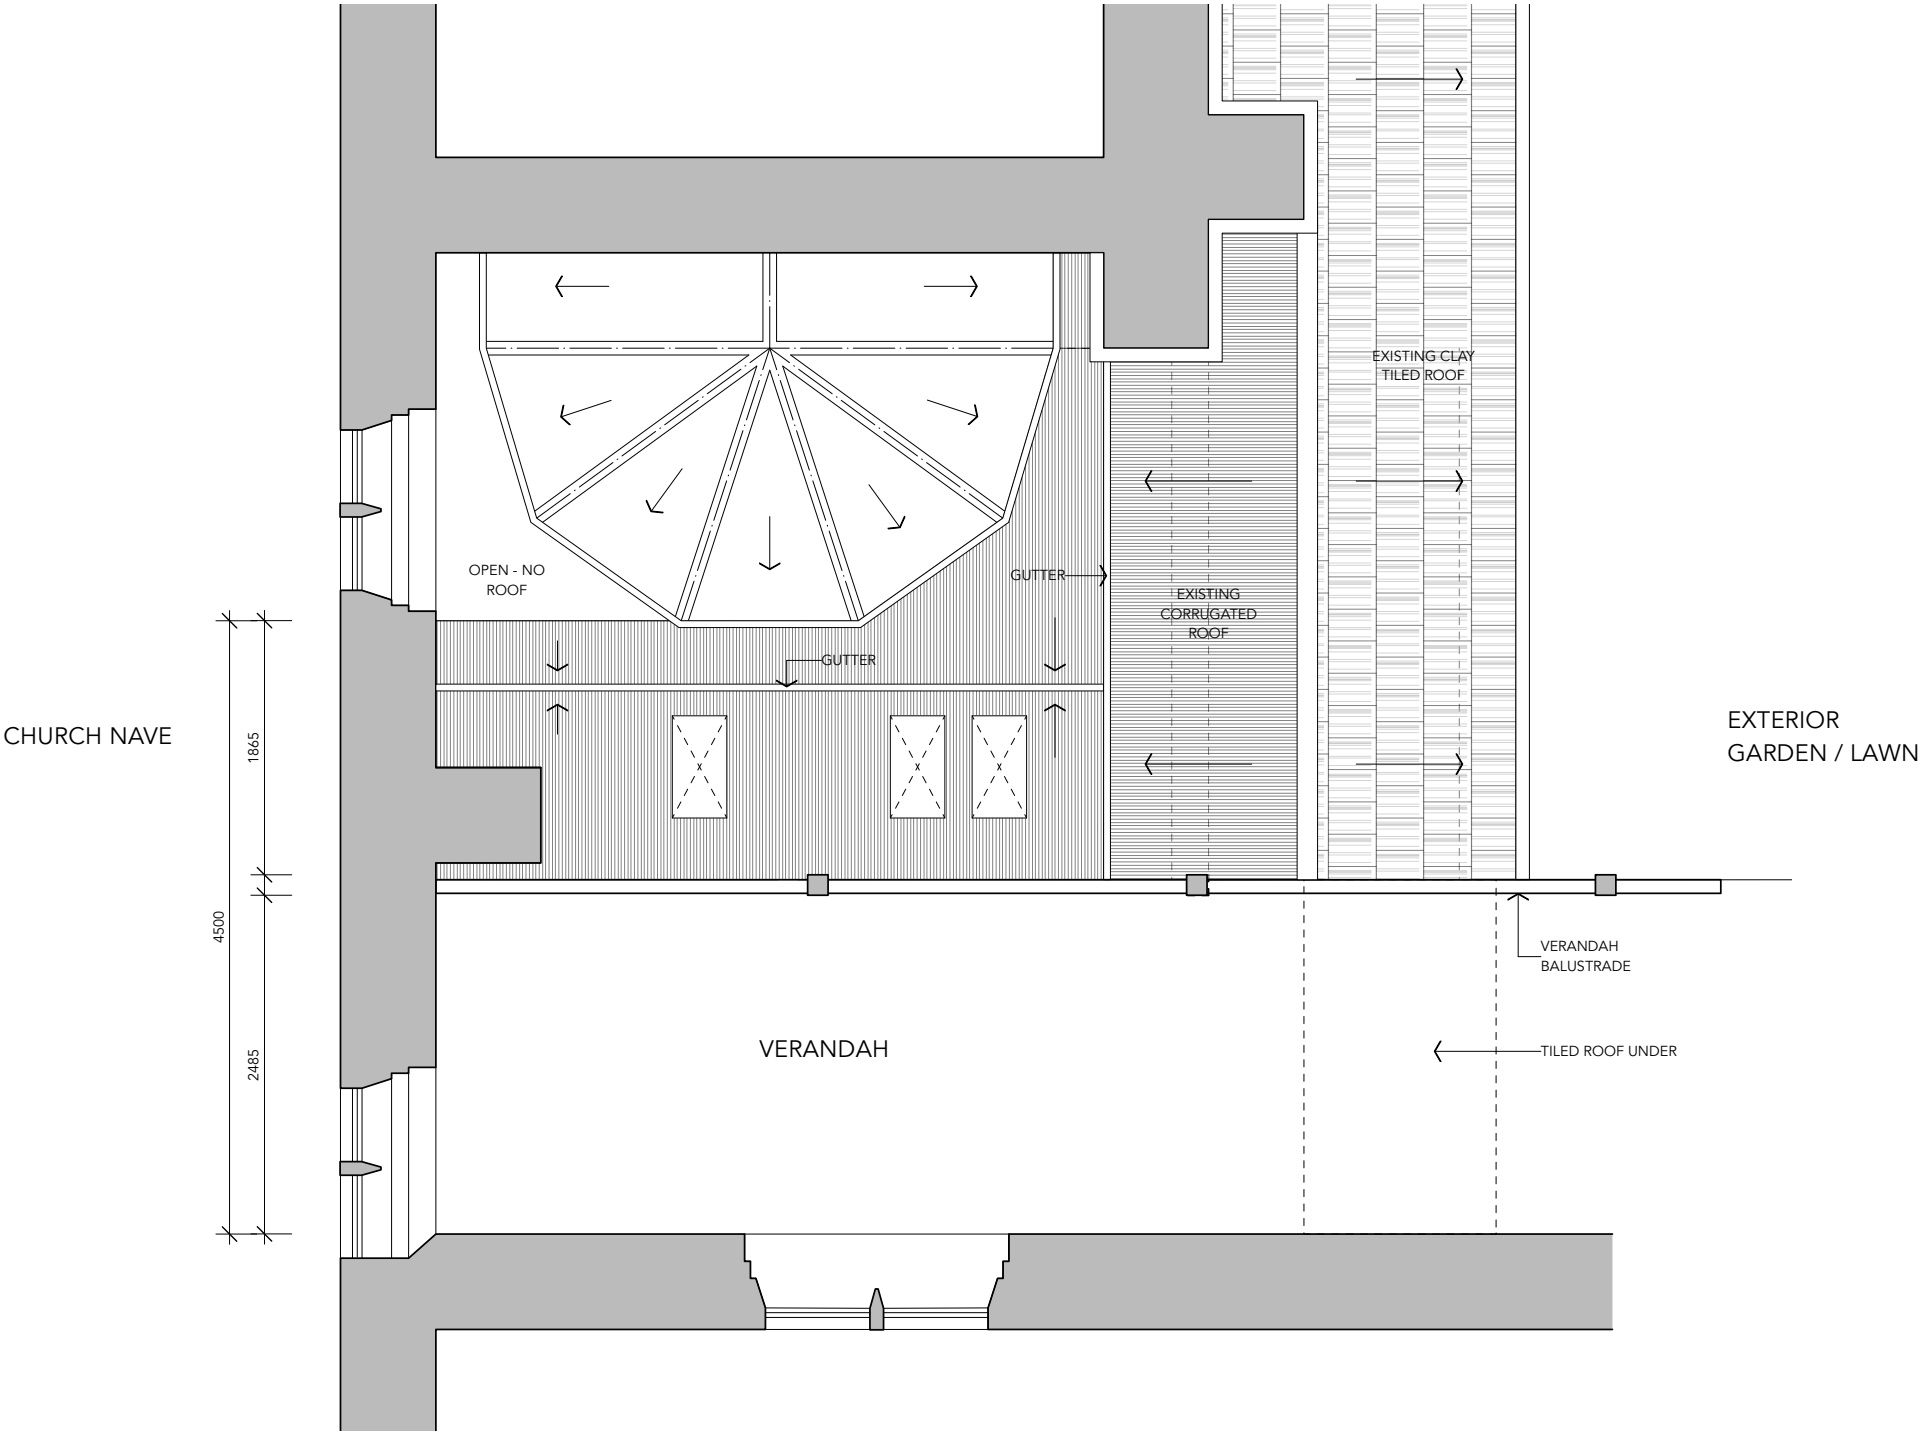 EXISTING CLAY
TILED ROOF
OPEN - NO
ROOF
GUTTER
EXISTING
CORRUGATED
ROOF
GUTTER
CHURCH NAVE
1865
EXTERIOR
GARDEN / LAWN
4500
VERANDAH
BALUSTRADE
2485
VERANDAH
TILED ROOF UNDER